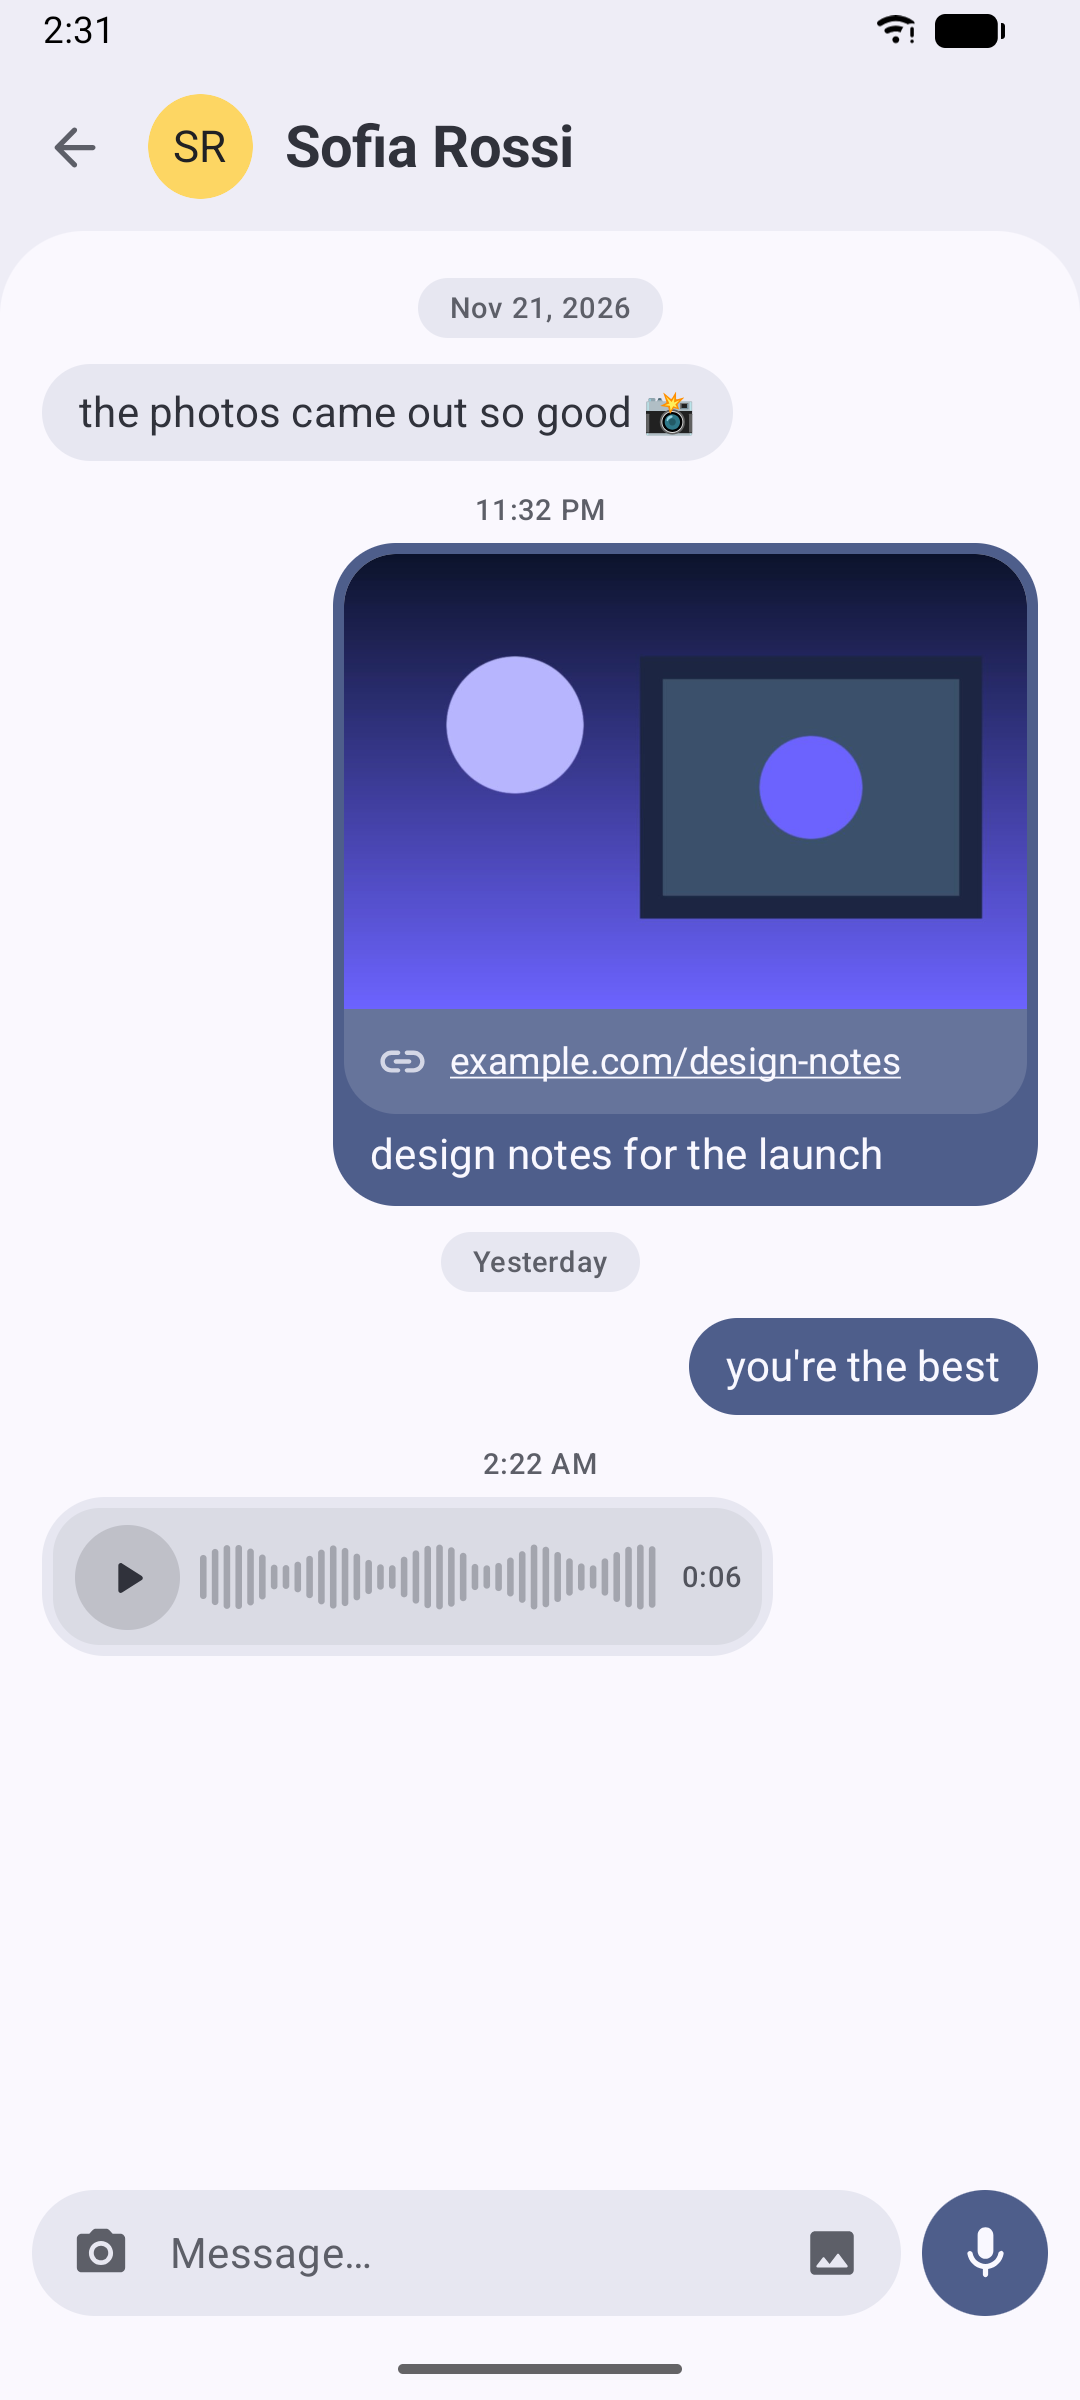 2:31
SR
Sofia Rossi
Nov 21, 2026
the photos came out so good 📸
11:32 PM
example.com/design-notes
design notes for the launch
Yesterday
you're the best
2:22 AM
0:06
Message…